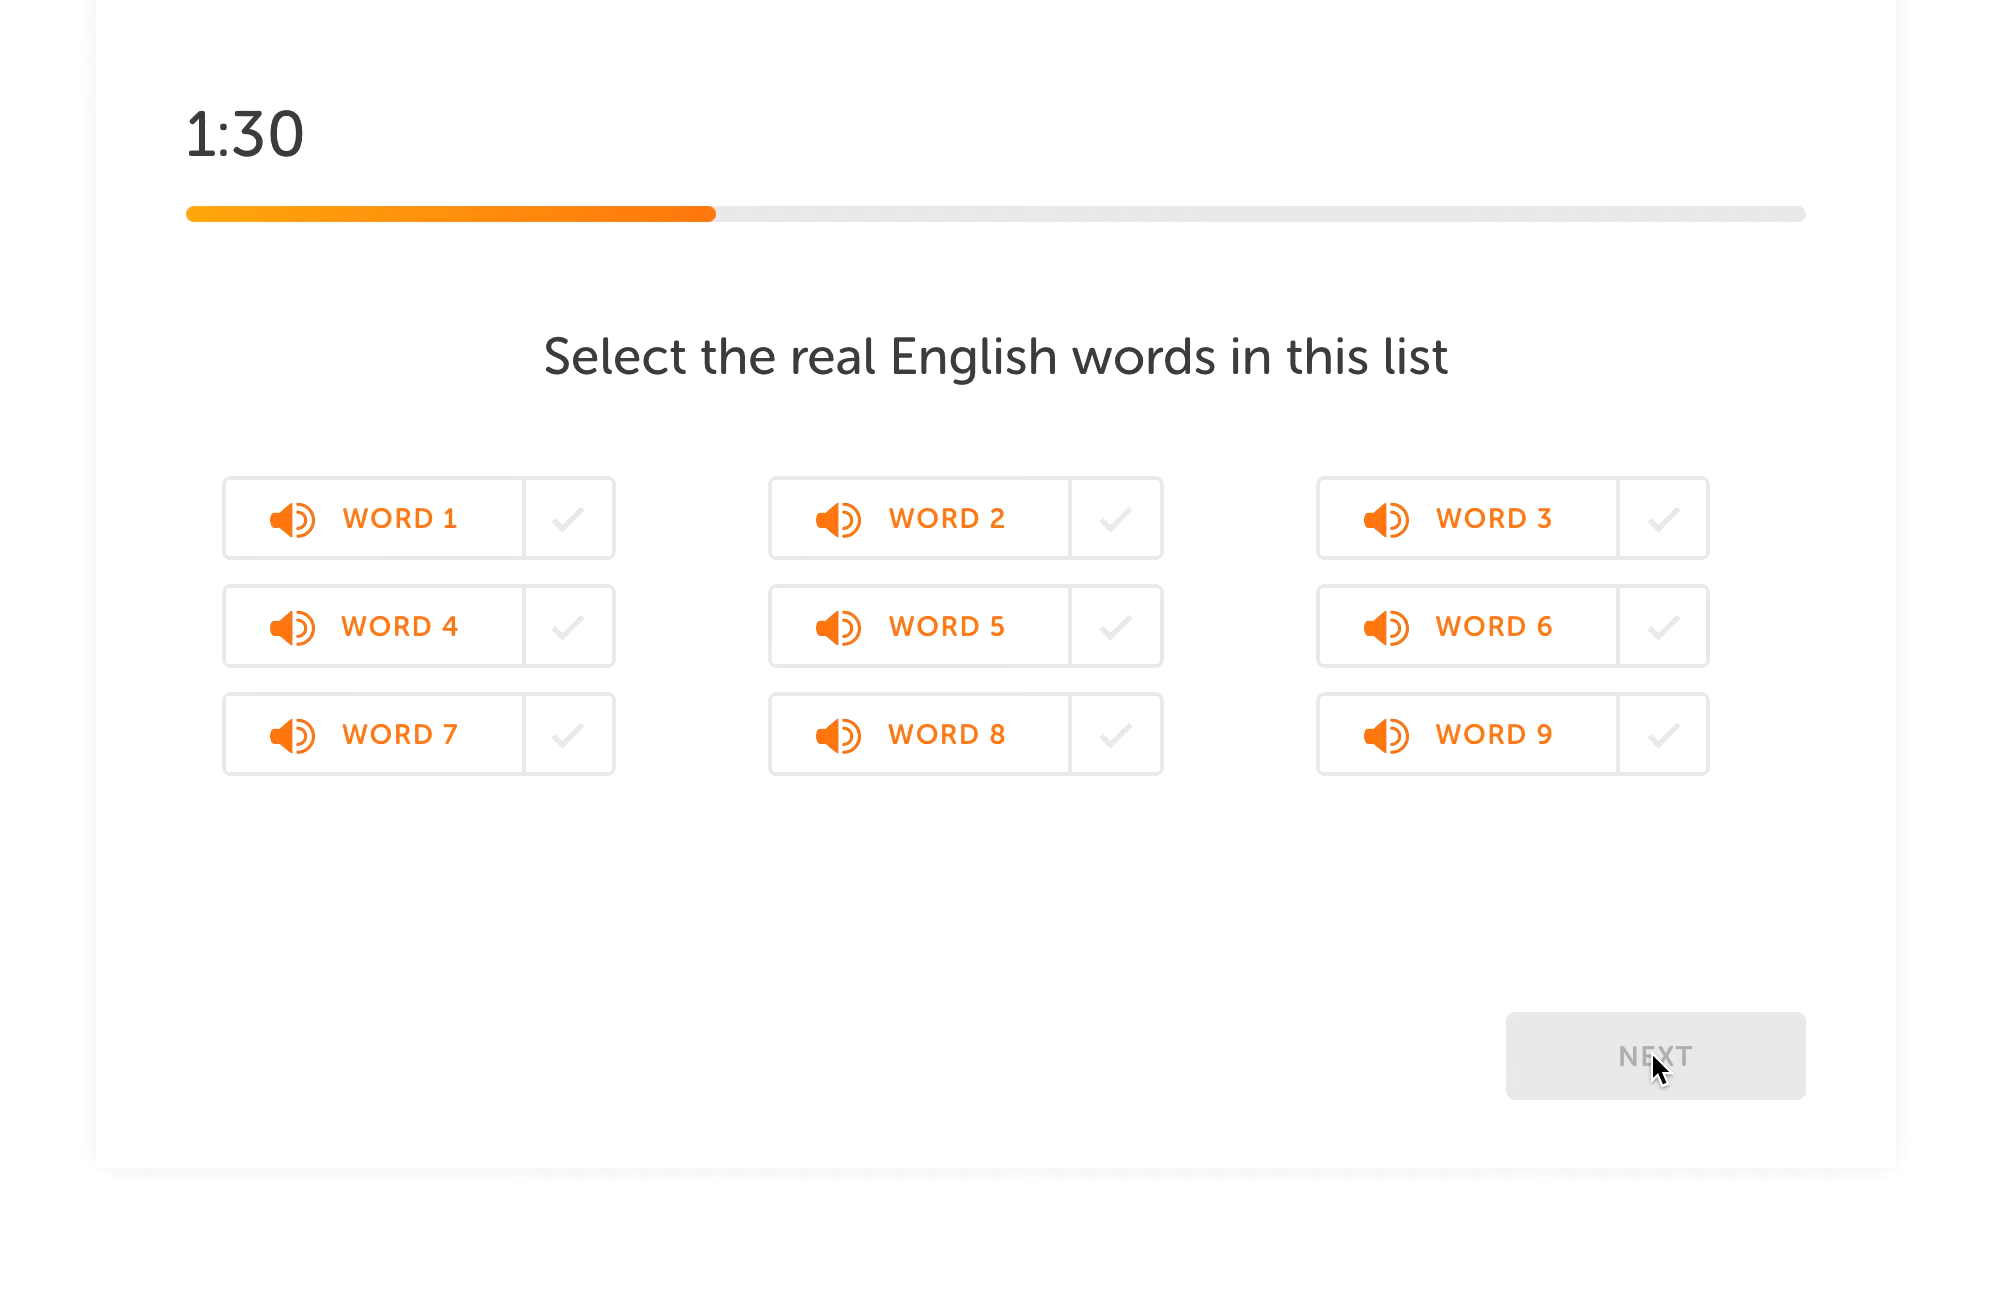 1:30
Select the real English words in this list
WORD 1 WORD 2 WORD 3
WORD 4 WORD 5 WORD 6
WORD 7 WORD 8 WORD 9
NEXT